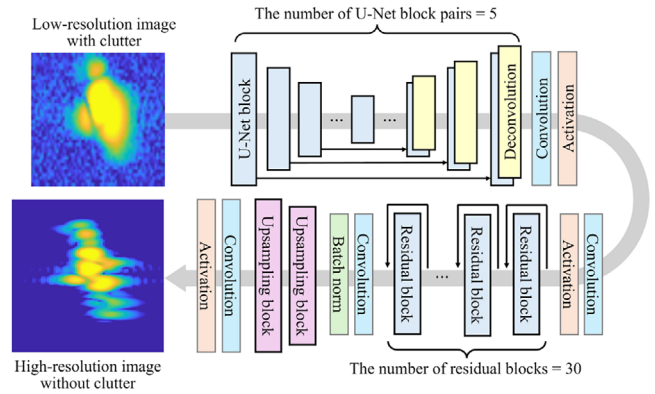 The number of U-Net block pairs = 5
Low-resolution image
with clutter
U-Net block
...
...
Deconvolution
Convolution
Activation
Activation
Convolution
Upsampling block
Upsampling block
Batch norm
Convolution
Residual block
...
Residual block
Residual block
Activation
Convolution
High-resolution image
without clutter
The number of residual blocks = 30